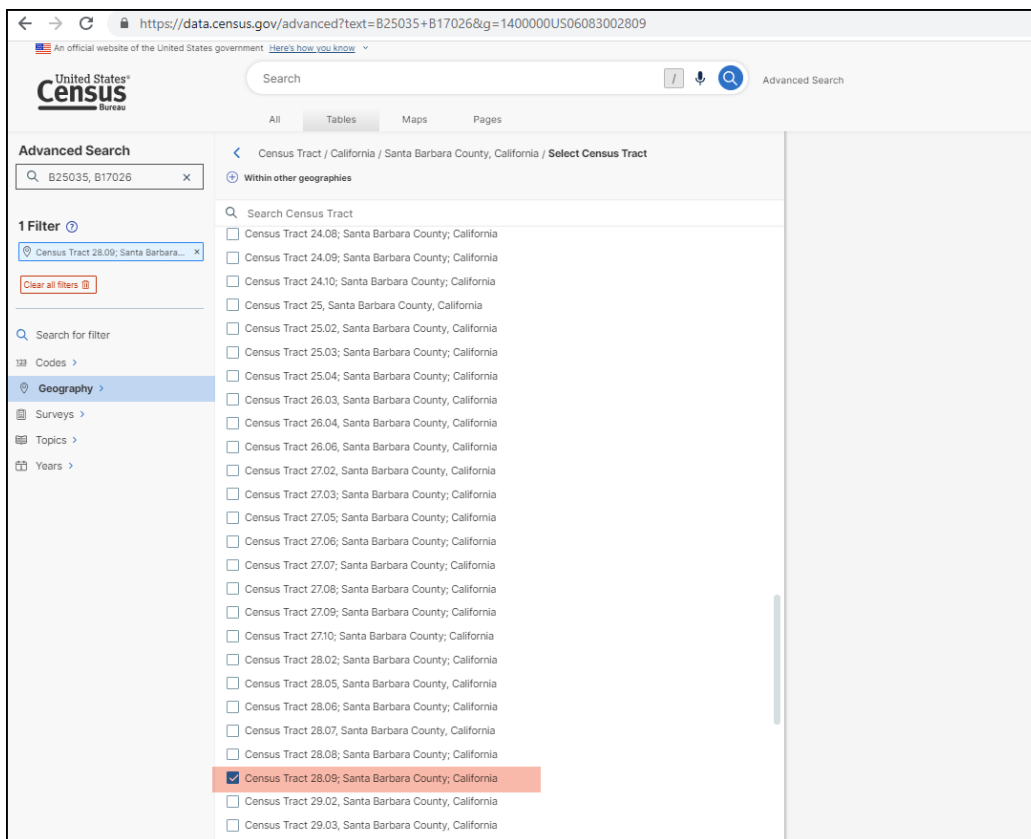 https://data.census.gov/advanced?text=B25035+B17026&g=1400000US06083002809
An official website of the United States government Here's how you know
United States®
Census
Bureau
Search
/
Advanced Search
All Tables Maps Pages
Advanced Search
B25035, B17026 ×
1 Filter ?
Census Tract 28.09; Santa Barbara... ×
Clear all filters
Search for filter
123 Codes >
Geography >
Surveys >
Topics >
Years >
Census Tract / California / Santa Barbara County, California / Select Census Tract
Within other geographies
Search Census Tract
Census Tract 24.08; Santa Barbara County; California
Census Tract 24.09; Santa Barbara County; California
Census Tract 24.10; Santa Barbara County; California
Census Tract 25, Santa Barbara County, California
Census Tract 25.02, Santa Barbara County, California
Census Tract 25.03; Santa Barbara County; California
Census Tract 25.04; Santa Barbara County; California
Census Tract 26.03, Santa Barbara County, California
Census Tract 26.04, Santa Barbara County, California
Census Tract 26.06, Santa Barbara County, California
Census Tract 27.02, Santa Barbara County, California
Census Tract 27.03; Santa Barbara County; California
Census Tract 27.05; Santa Barbara County; California
Census Tract 27.06; Santa Barbara County; California
Census Tract 27.07; Santa Barbara County; California
Census Tract 27.08; Santa Barbara County; California
Census Tract 27.09; Santa Barbara County; California
Census Tract 27.10; Santa Barbara County; California
Census Tract 28.02; Santa Barbara County; California
Census Tract 28.05, Santa Barbara County, California
Census Tract 28.06; Santa Barbara County; California
Census Tract 28.07, Santa Barbara County, California
Census Tract 28.08; Santa Barbara County; California
Census Tract 28.09; Santa Barbara County; California
Census Tract 29.02, Santa Barbara County, California
Census Tract 29.03, Santa Barbara County, California